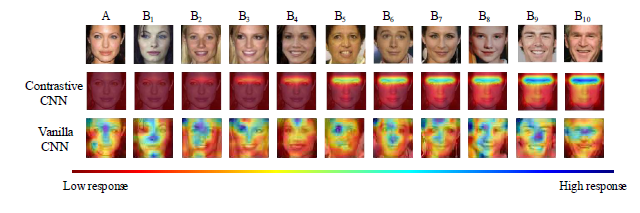 A B₁ B₂ B₃ B₄ B₅ B₆ B₇ B₈ B₉ B₁₀
Contrastive
CNN
Vanilla
CNN
Low response High response